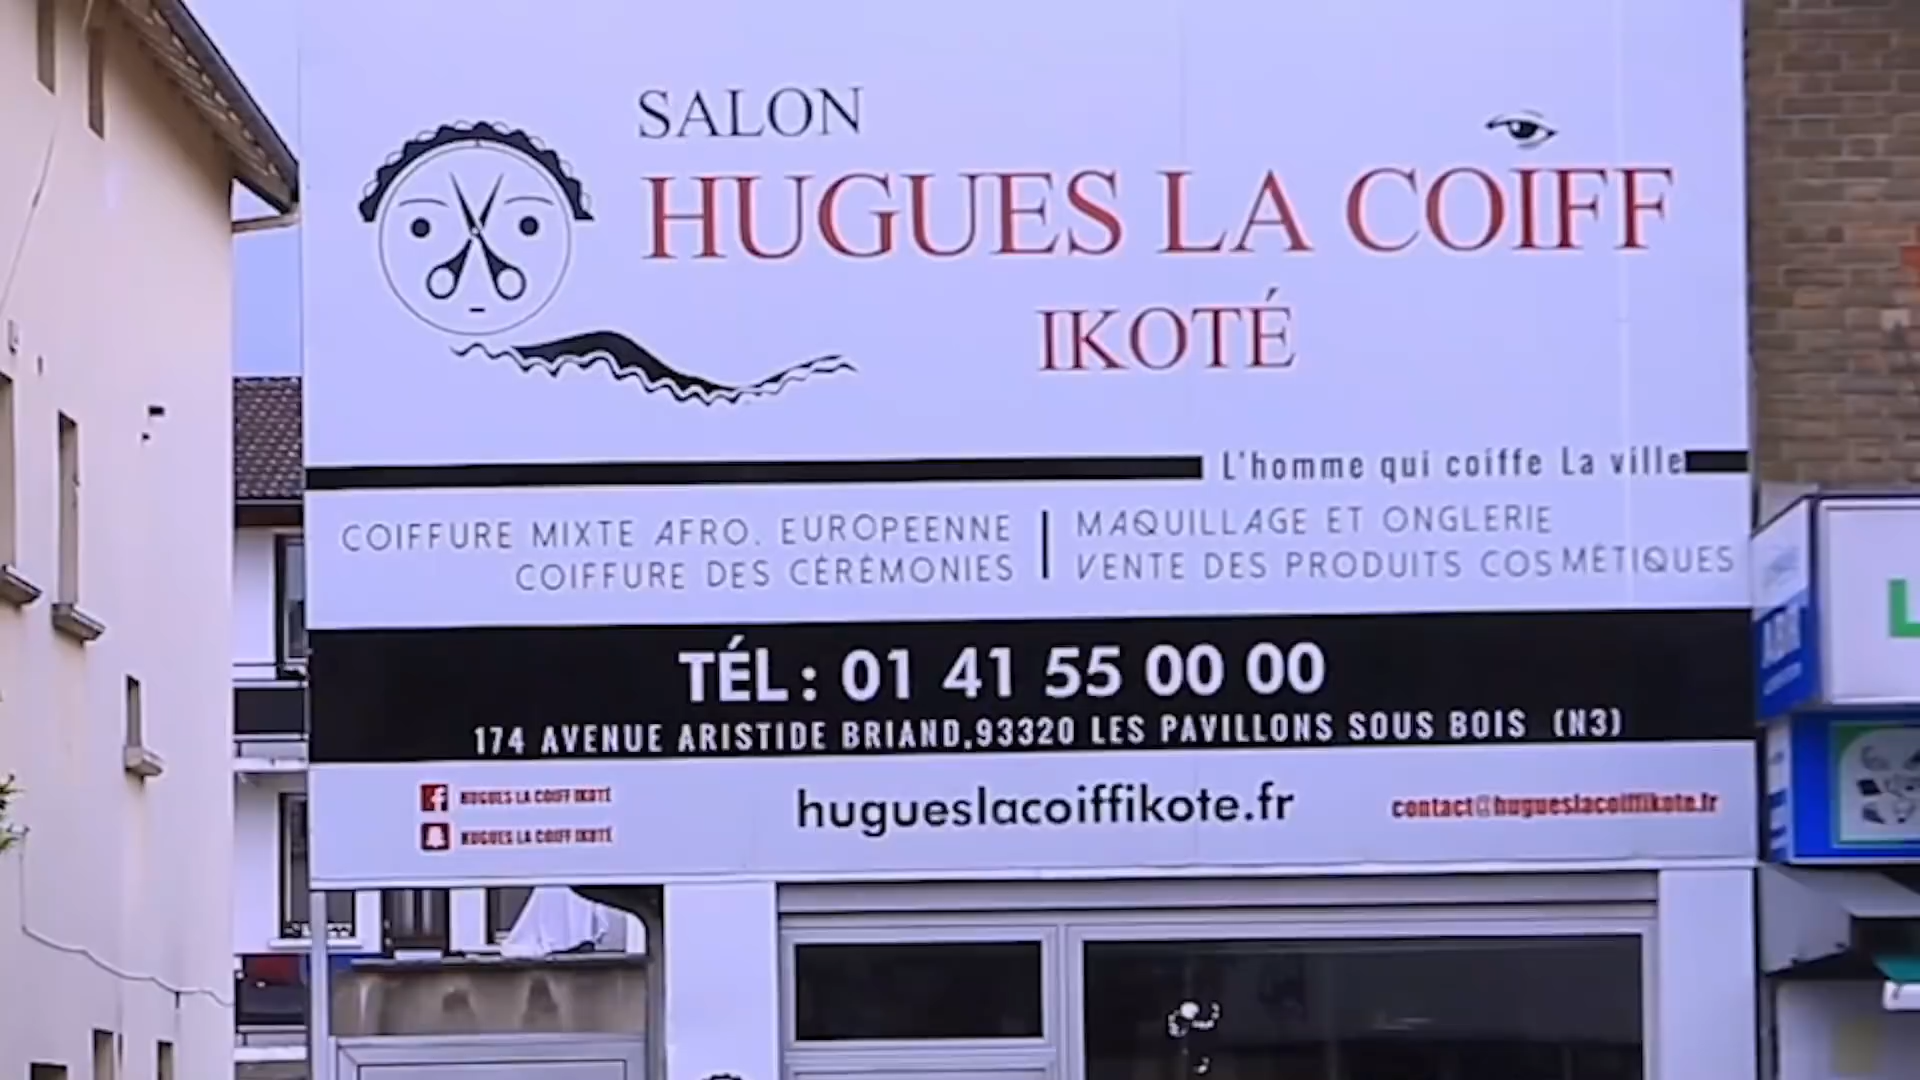 SALON
HUGUES LA COIFF
IKOTÉ
L'homme qui coiffe La ville
COIFFURE MIXTE AFRO. EUROPEENNE
COIFFURE DES CÉRÉMONIES
MAQUILLAGE ET ONGLERIE
VENTE DES PRODUITS COSMÉTIQUES
TÉL : 01 41 55 00 00
174 AVENUE ARISTIDE BRIAND.93320 LES PAVILLONS SOUS BOIS (N3)
HUGUES LA COIFF IKOTÉ
HUGUES LA COIFF IKOTÉ
hugueslacoiffikote.fr
contact@hugueslacoiffikote.fr